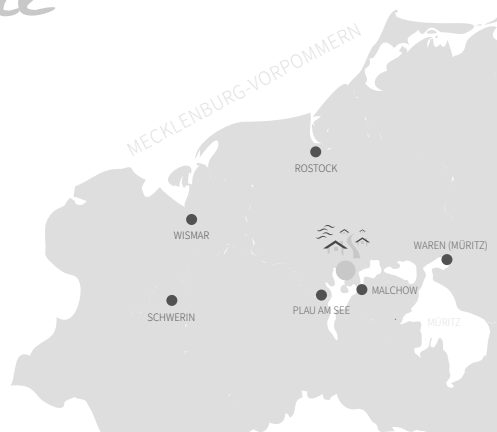 MECKLENBURG-VORPOMMERN
ROSTOCK
WISMAR
WAREN (MÜRITZ)
MALCHOW
PLAU AM SEE
SCHWERIN
MÜRITZ